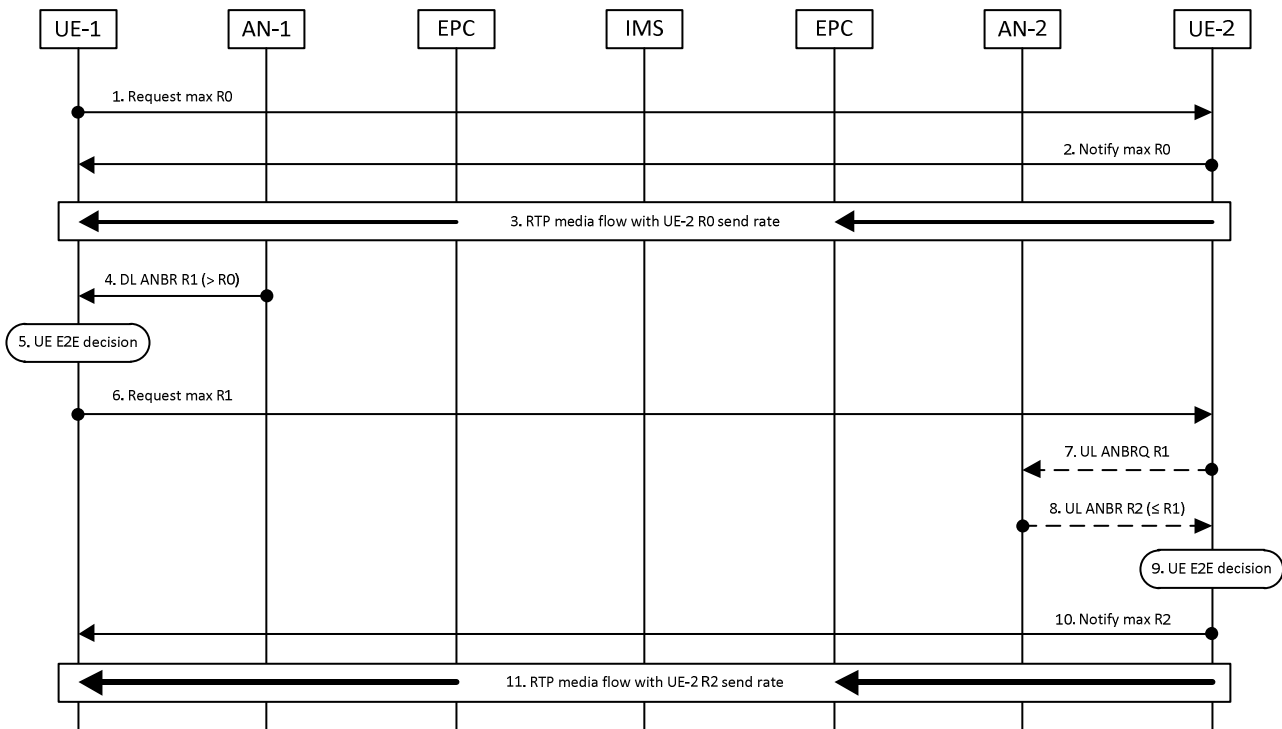 UE-1 AN-1 EPC IMS EPC AN-2 UE-2
1. Request max R0
2. Notify max R0
3. RTP media flow with UE-2 R0 send rate
4. DL ANBR R1 (> R0)
5. UE E2E decision
6. Request max R1
7. UL ANBRQ R1
8. UL ANBR R2 (≤ R1)
9. UE E2E decision
10. Notify max R2
11. RTP media flow with UE-2 R2 send rate